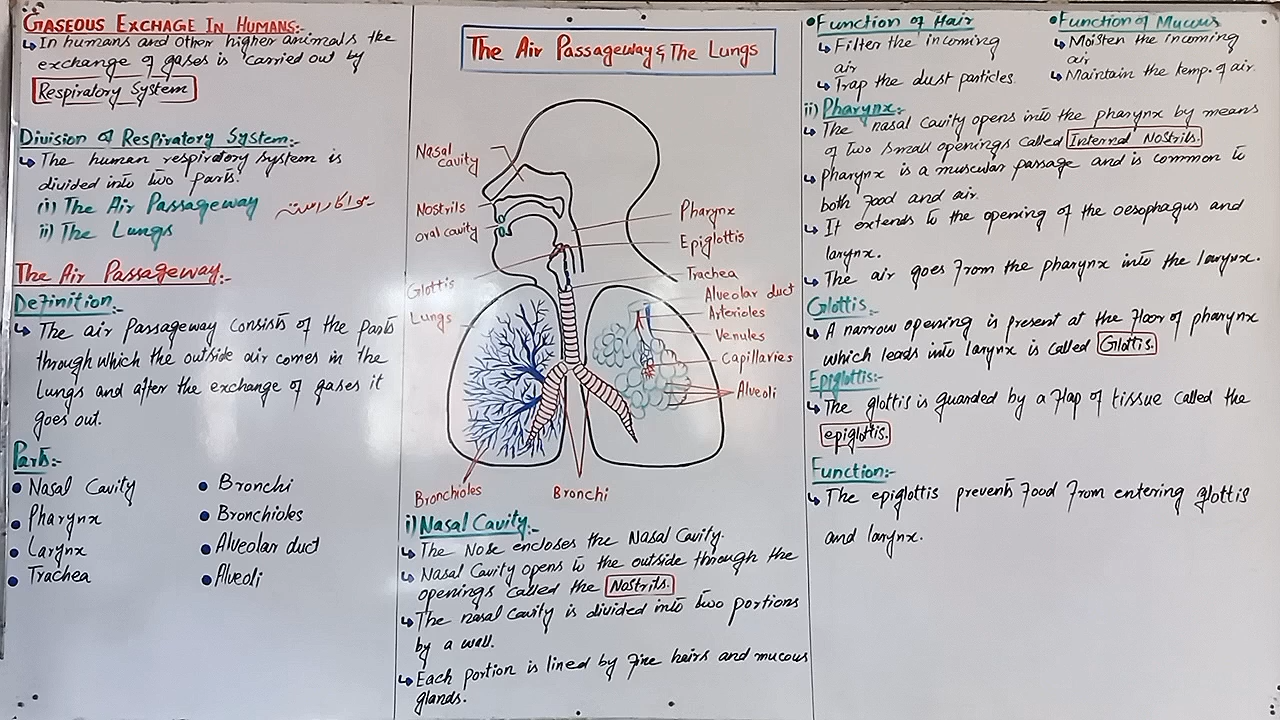 GASEOUS EXCHAGE IN HUMANS:-
In humans and other higher animals the
exchange of gases is carried out by
Respiratory System
Division of Respiratory System:-
The human respiratory system is
divided into two parts.
(i) The Air Passageway ہوا کا راستہ
ii) The Lungs
The Air Passageway:-
Definition:-
The air passageway consists of the parts
through which the outside air comes in the
Lungs and after the exchange of gases it
goes out.
Parts:-
Nasal Cavity
Pharynx
Larynx
Trachea
Bronchi
Bronchioles
Alveolar duct
Alveoli
The Air Passageway & The Lungs
Nasal
cavity
Nostrils
oral cavity
Glottis
Lungs
Pharynx
Epiglottis
Trachea
Alveolar duct
Arterioles
Venules
Capillaries
Alveoli
Bronchioles
Bronchi
i) Nasal Cavity:-
The Nose encloses the Nasal Cavity.
Nasal Cavity opens to the outside through the
openings called the Nostrils.
The nasal cavity is divided into two portions
by a wall.
Each portion is lined by fine hairs and mucous
glands.
Function of Hair
Filter the incoming
air
Trap the dust particles
Function of Mucus
Moisten the incoming
air
Maintain the temp. of air.
ii) Pharynx:-
The nasal cavity opens into the pharynx by means
of two small openings called Internal Nostrils.
pharynx is a muscular passage and is common to
both food and air.
It extends to the opening of the oesophagus and
larynx.
The air goes from the pharynx into the larynx.
Glottis:-
A narrow opening is present at the floor of pharynx
which leads into larynx is called Glottis.
Epiglottis:-
The glottis is guarded by a flap of tissue called the
epiglottis.
Function:-
The epiglottis prevents food from entering glottis
and larynx.